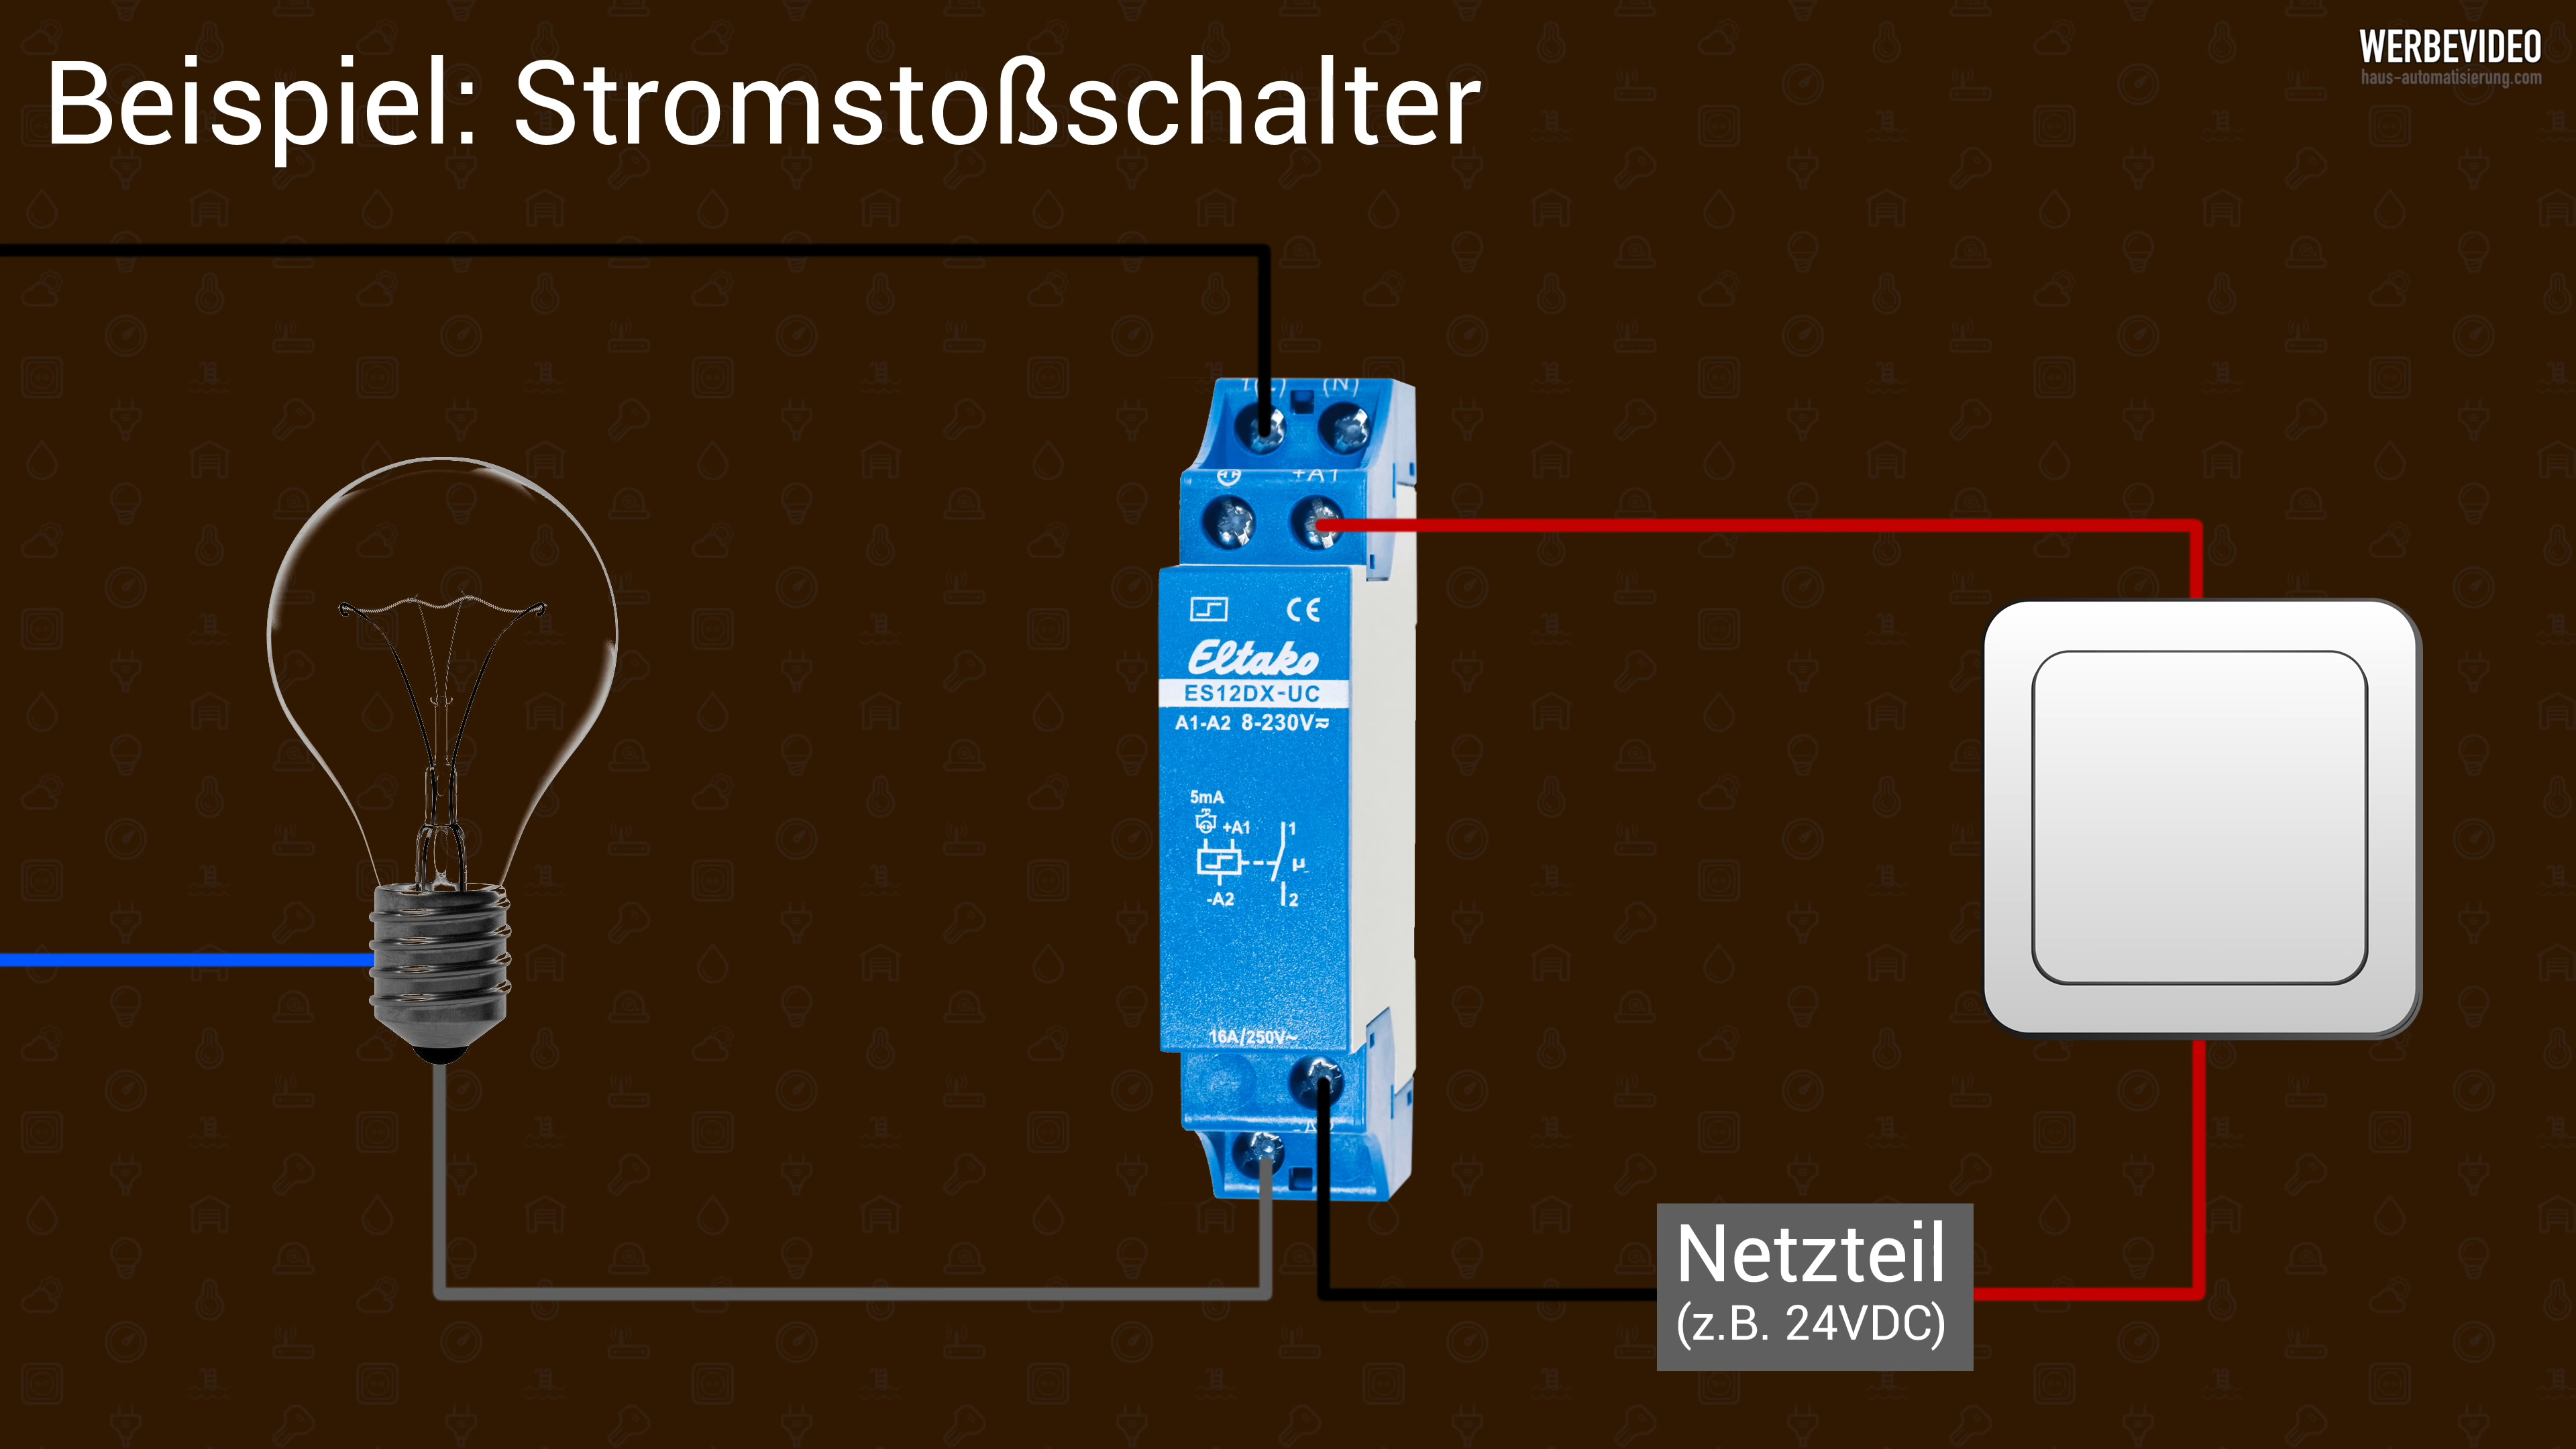 Beispiel: Stromstoßschalter
WERBEVIDEO
haus-automatisierung.com
(N)
+A1
CE
Eltako
ES12DX-UC
A1-A2 8-230V≂
5mA
+A1
1
µ
-A2
2
16A/250V~
Netzteil
(z.B. 24VDC)